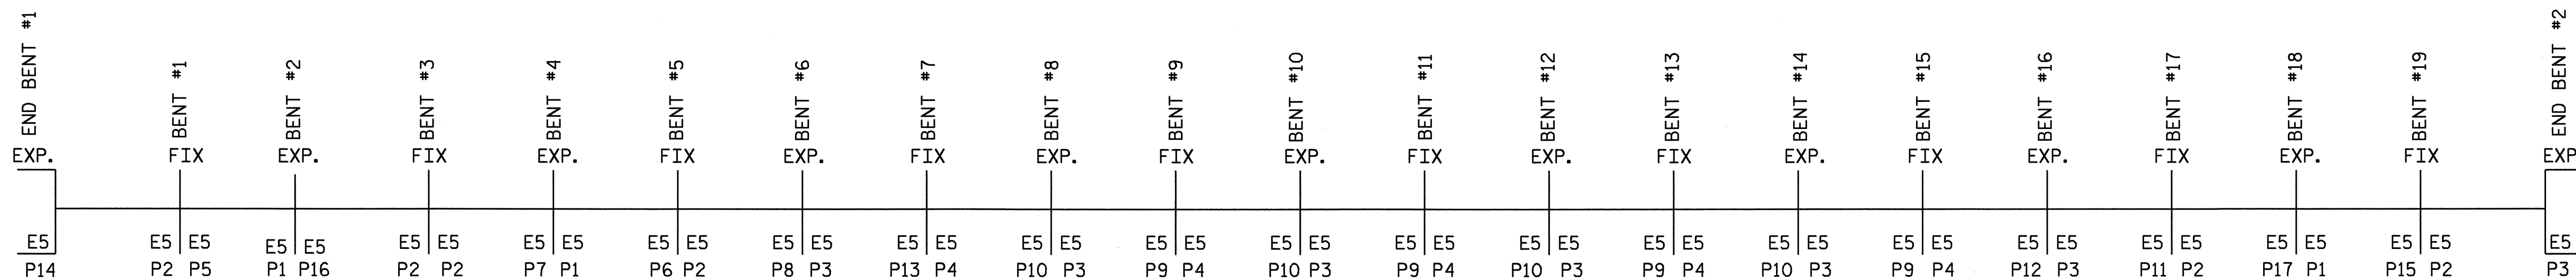 END BENT #1 BENT #1 BENT #2 BENT #3 BENT #4 BENT #5 BENT #6 BENT #7 BENT #8 BENT #9 BENT #10 BENT #11 BENT #12 BENT #13 BENT #14 BENT #15 BENT #16 BENT #17 BENT #18 BENT #19 END BENT #2
EXP. FIX EXP. FIX EXP. FIX EXP. FIX EXP. FIX EXP. FIX EXP. FIX EXP. FIX EXP. FIX EXP. FIX EXP
E5 E5 E5 E5 E5 E5 E5 E5 E5 E5 E5 E5 E5 E5 E5 E5 E5 E5 E5 E5 E5 E5 E5 E5 E5 E5 E5 E5 E5 E5 E5 E5 E5 E5 E5 E5 E5 E5 E5 E5
P14 P2 P5 P1 P16 P2 P2 P7 P1 P6 P2 P8 P3 P13 P4 P10 P3 P9 P4 P10 P3 P9 P4 P10 P3 P9 P4 P10 P3 P9 P4 P12 P3 P11 P2 P17 P1 P15 P2 P3